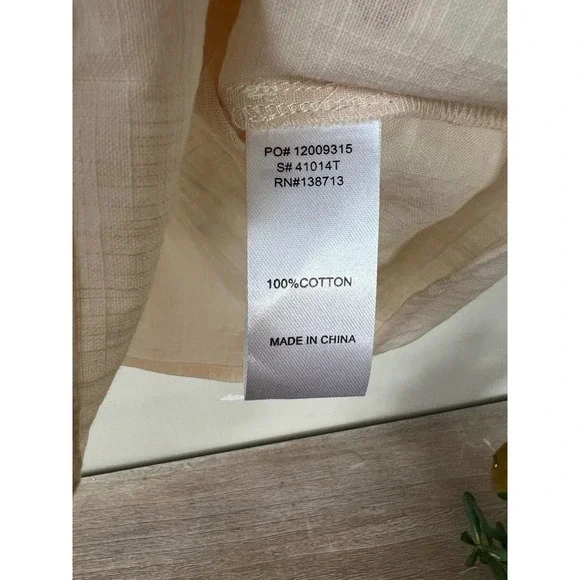 PO# 12009315
S# 41014T
RN#138713
100%COTTON
MADE IN CHINA